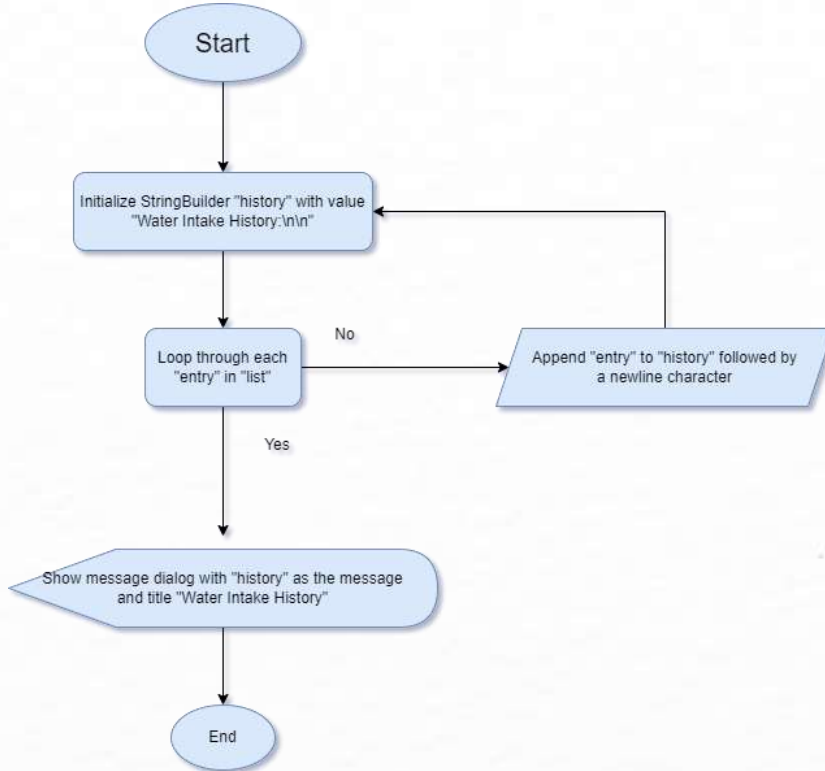 Start
Initialize StringBuilder "history" with value
"Water Intake History:\n\n"
Loop through each
"entry" in "list"
No
Append "entry" to "history" followed by
a newline character
Yes
Show message dialog with "history" as the message
and title "Water Intake History"
End